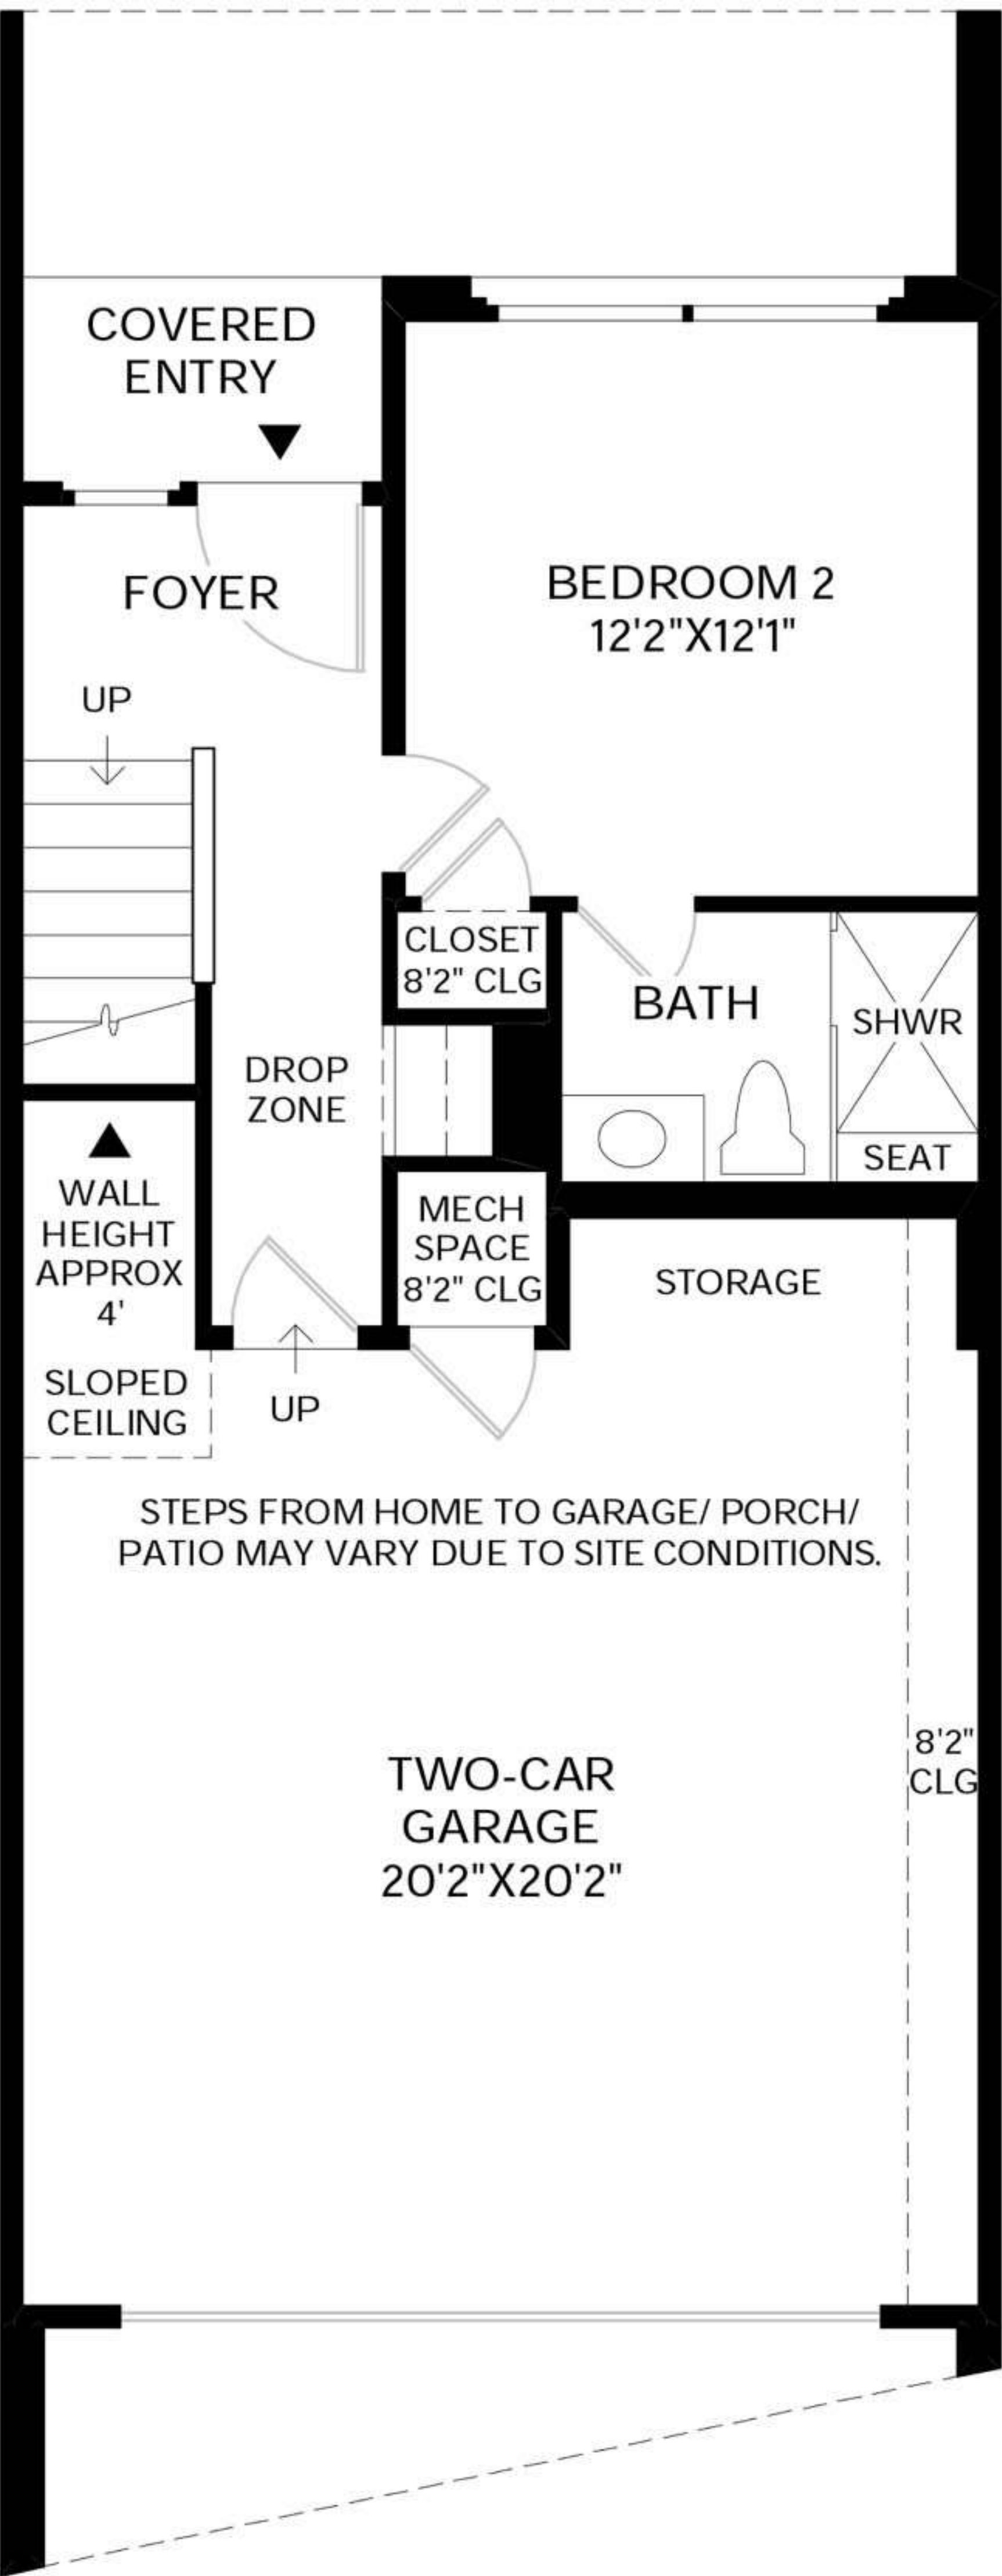 COVERED
ENTRY
FOYER
BEDROOM 2
12'2"X12'1"
UP
CLOSET
8'2" CLG
BATH
SHWR
SEAT
DROP
ZONE
WALL
HEIGHT
APPROX
4'
SLOPED
CEILING
MECH
SPACE
8'2" CLG
STORAGE
UP
STEPS FROM HOME TO GARAGE/ PORCH/
PATIO MAY VARY DUE TO SITE CONDITIONS.
8'2"
CLG
TWO-CAR
GARAGE
20'2"X20'2"